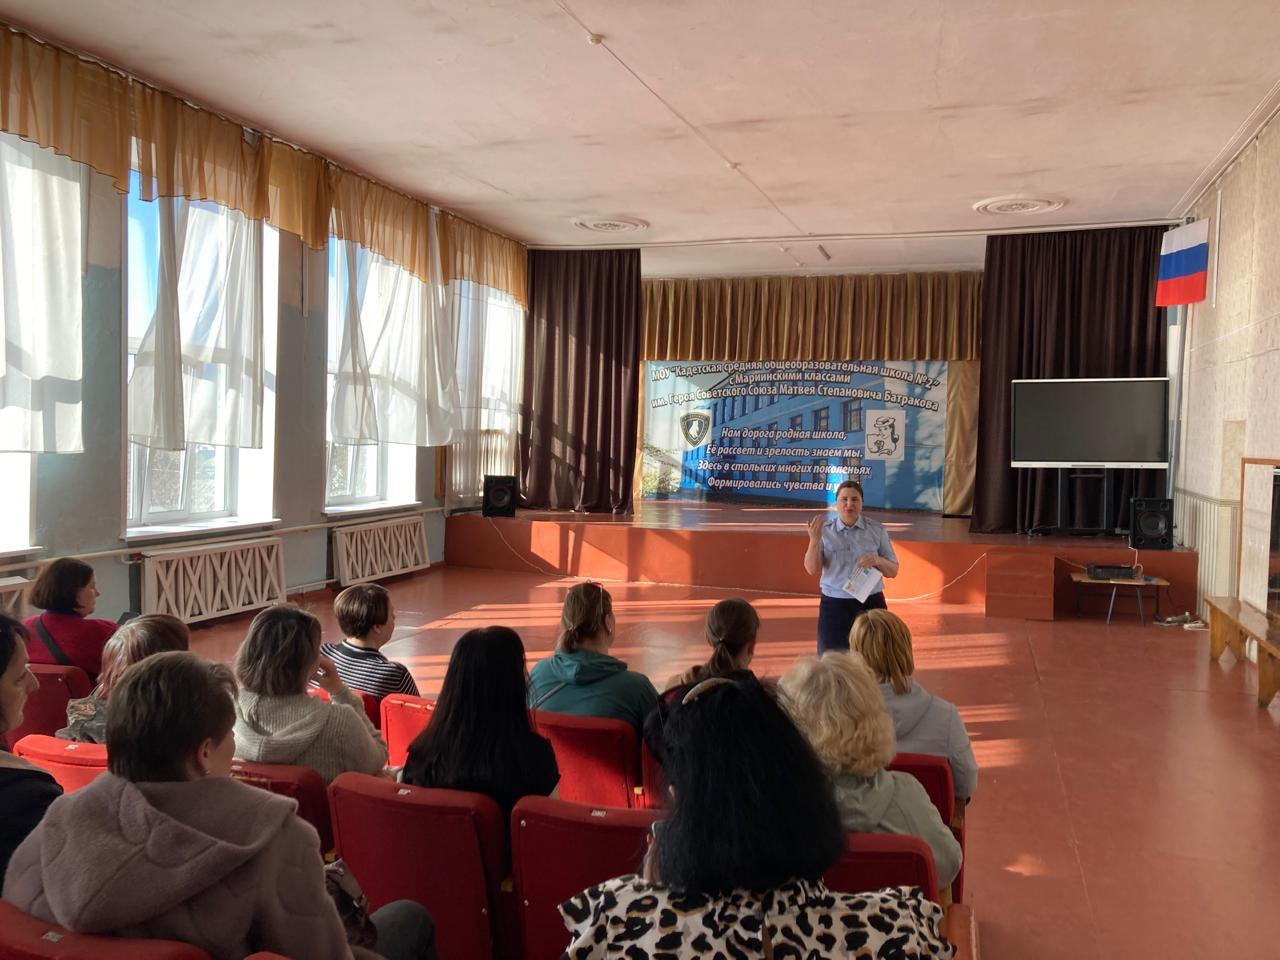 МОУ "Кадетская средняя общеобразовательная школа №2"
с Мариинскими классами
им. Героя Советского Союза Матвея Степановича Батракова
Нам дорога родная школа,
Её рассвет и зрелость знаем мы.
Здесь в стольких многих поколеньях
Формировались чувства и